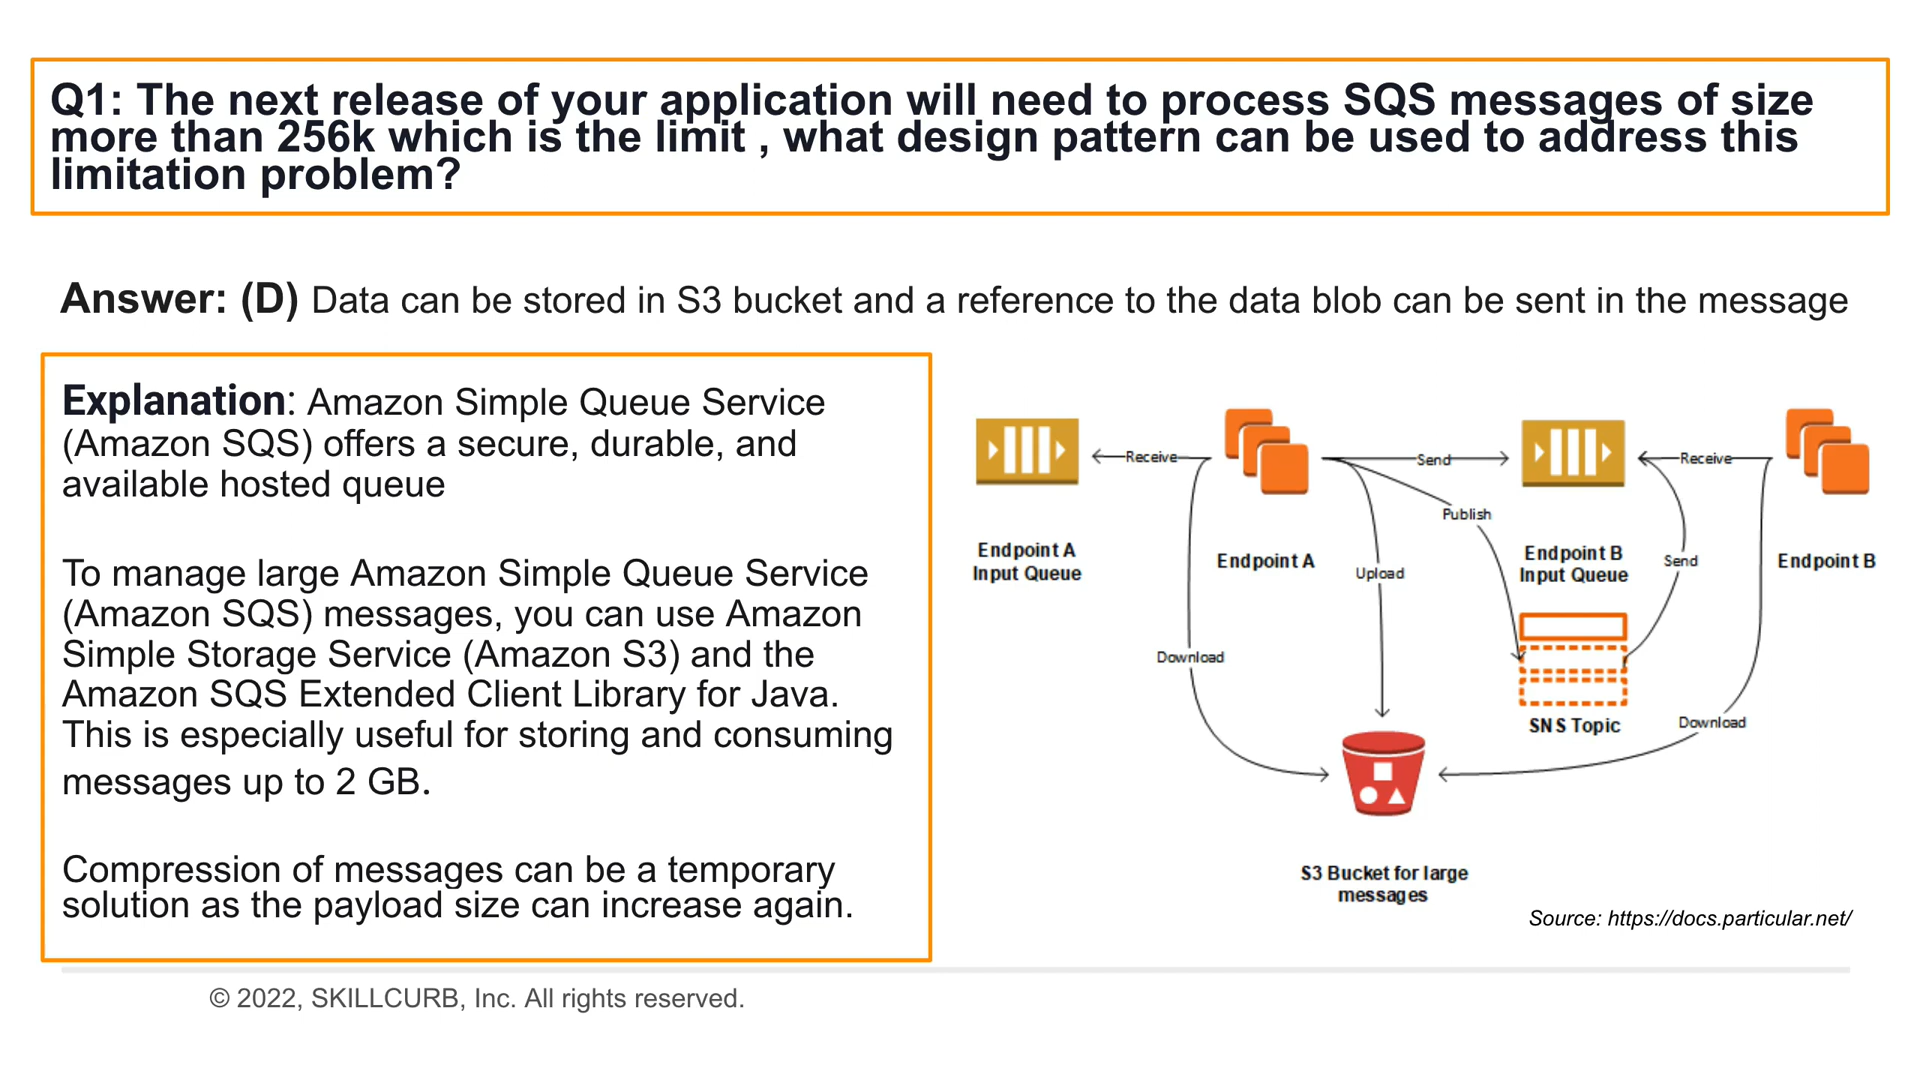 Q1: The next release of your application will need to process SQS messages of size
more than 256k which is the limit , what design pattern can be used to address this
limitation problem?
Answer: (D) Data can be stored in S3 bucket and a reference to the data blob can be sent in the message
Explanation: Amazon Simple Queue Service
(Amazon SQS) offers a secure, durable, and
available hosted queue
To manage large Amazon Simple Queue Service
(Amazon SQS) messages, you can use Amazon
Simple Storage Service (Amazon S3) and the
Amazon SQS Extended Client Library for Java.
This is especially useful for storing and consuming
messages up to 2 GB.
Compression of messages can be a temporary
solution as the payload size can increase again.
Receive
Send
Receive
Publish
Endpoint A
Input Queue
Endpoint A
Upload
Endpoint B
Input Queue
Send
Endpoint B
Download
SNS Topic
Download
S3 Bucket for large
messages
Source: https://docs.particular.net/
© 2022, SKILLCURB, Inc. All rights reserved.